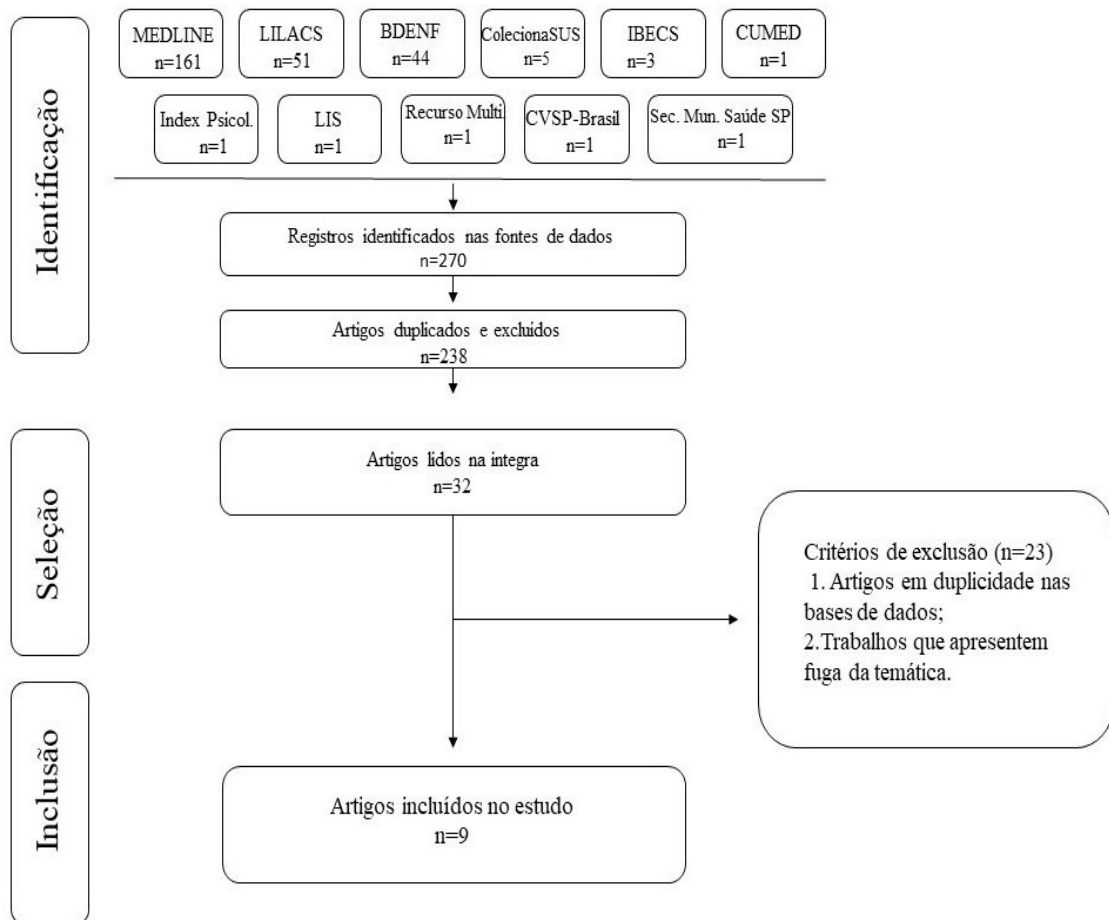 Identificação
MEDLINE
n=161
LILACS
n=51
BDENF
n=44
ColecionaSUS
n=5
IBECS
n=3
CUMED
n=1
Index Psicol.
n=1
LIS
n=1
Recurso Multi.
n=1
CVSP-Brasil
n=1
Sec. Mun. Saúde SP
n=1
Registros identificados nas fontes de dados
n=270
Artigos duplicados e excluidos
n=238
Seleção
Artigos lidos na integra
n=32
Critérios de exclusão (n=23)
1. Artigos em duplicidade nas
bases de dados;
2.Trabalhos que apresentem
fuga da temática.
Inclusão
Artigos incluídos no estudo
n=9